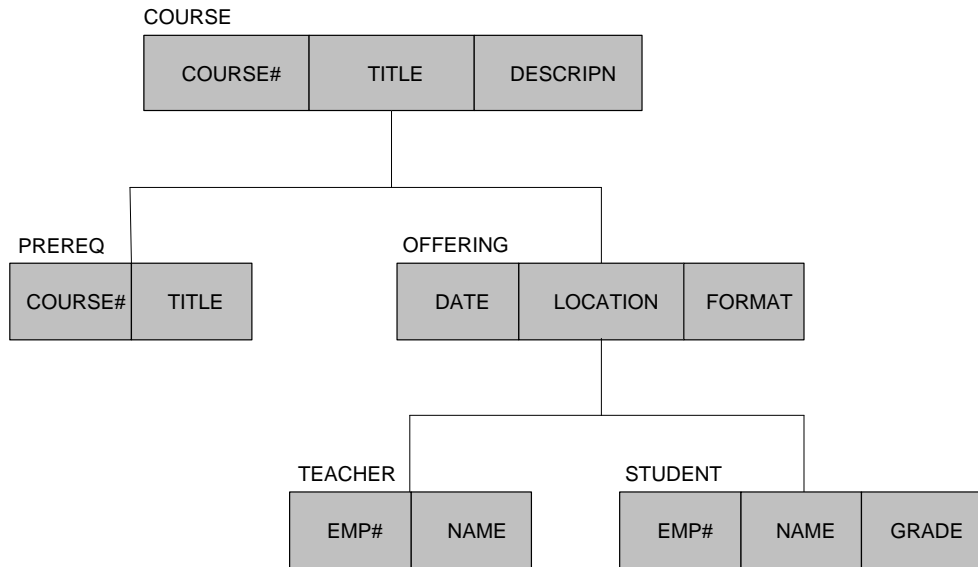 COURSE
COURSE# TITLE DESCRIPN
PREREQ
COURSE# TITLE
OFFERING
DATE LOCATION FORMAT
TEACHER
EMP# NAME
STUDENT
EMP# NAME GRADE